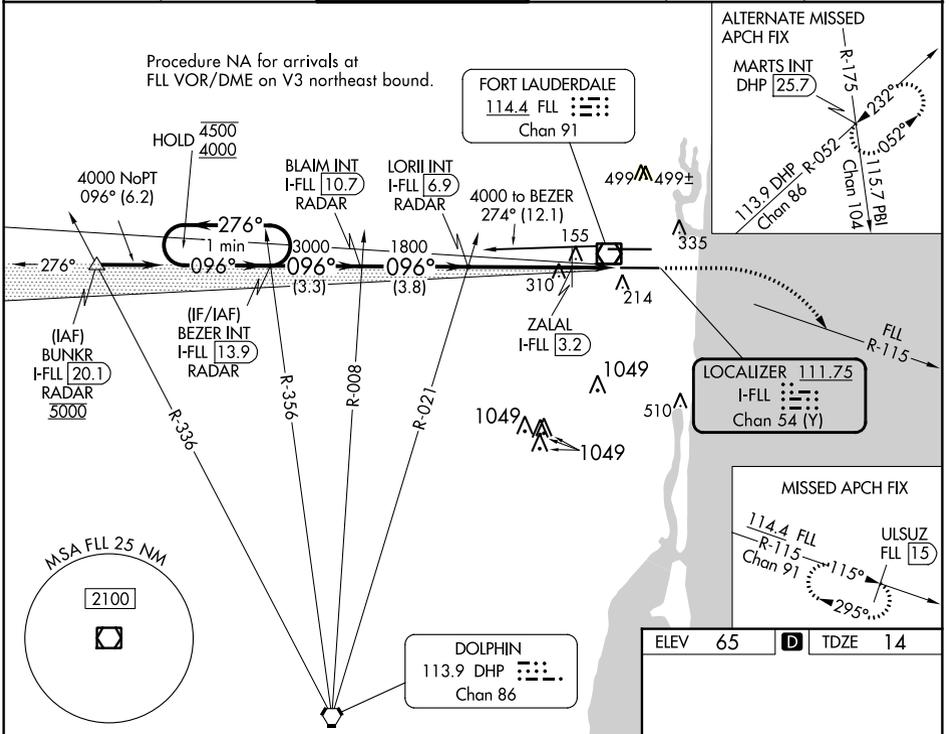 Procedure NA for arrivals at
FLL VOR/DME on V3 northeast bound.
ALTERNATE MISSED
APCH FIX
MARTS INT
DHP 25.7
R-175
232°
052°
113.9 DHP
R-052
Chan 86
115.7 PBI
Chan 104
FORT LAUDERDALE
114.4 FLL
Chan 91
HOLD 4500
4000
4000 NoPT
096° (6.2)
BLAIM INT
I-FLL 10.7
RADAR
LORII INT
I-FLL 6.9
RADAR
4000 to BEZER
274° (12.1)
499
499±
335
155
310
214
276°
1 min
3000
1800
276°
096°
096°
096°
(3.3)
(3.8)
(IAF)
BUNKR
I-FLL 20.1
RADAR
5000
(IF/IAF)
BEZER INT
I-FLL 13.9
RADAR
ZALAL
I-FLL 3.2
FLL
R-115
R-336
R-356
R-008
R-021
1049
1049
1049
510
LOCALIZER 111.75
I-FLL
Chan 54 (Y)
MISSED APCH FIX
114.4 FLL
R-115
Chan 91
115°
295°
ULSUZ
FLL 15
MSA FLL 25 NM
2100
DOLPHIN
113.9 DHP
Chan 86
ELEV 65 D TDZE 14